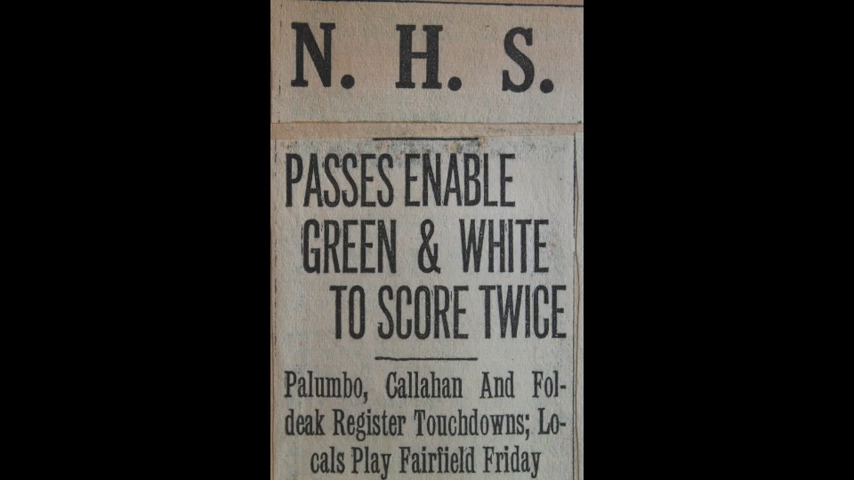 N. H. S.
PASSES ENABLE
GREEN & WHITE
TO SCORE TWICE
Palumbo, Callahan And Fol-
deak Register Touchdowns; Lo-
cals Play Fairfield Friday